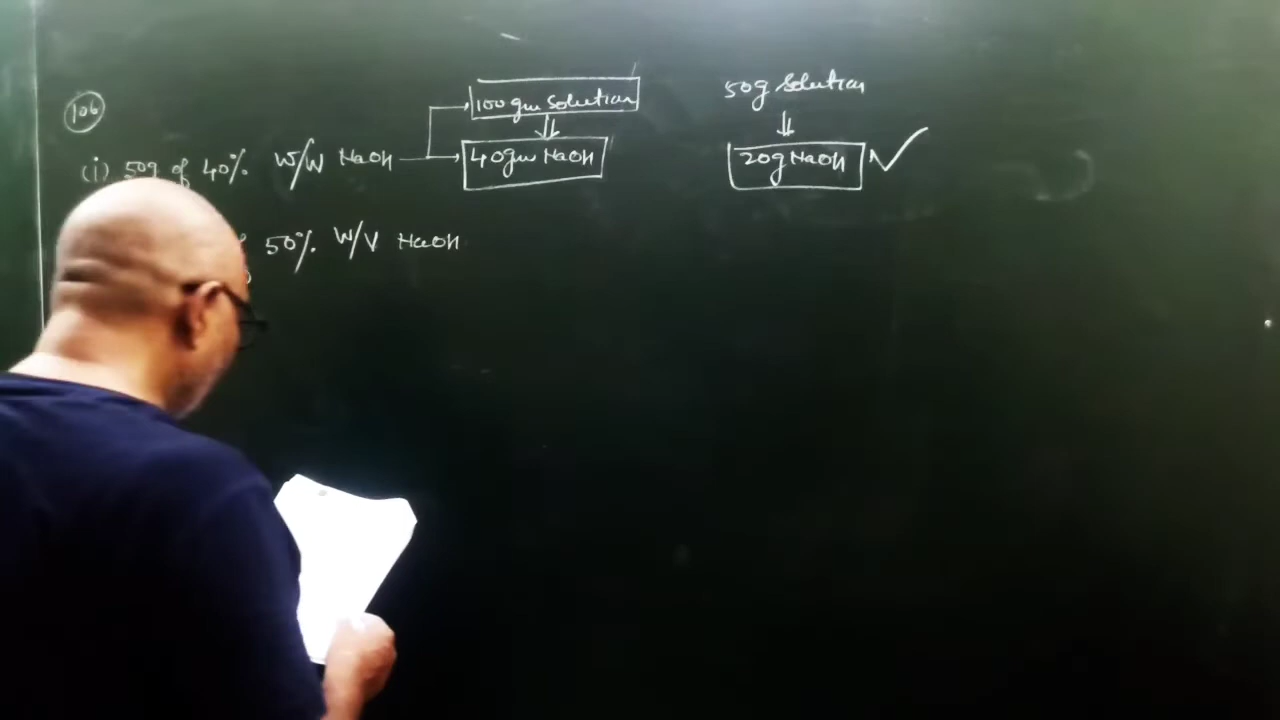 106
100 gm solution
50g solution
(i) 50g of 40% W/W NaOH
40gm NaOH
20g NaOH
50% W/V NaOH